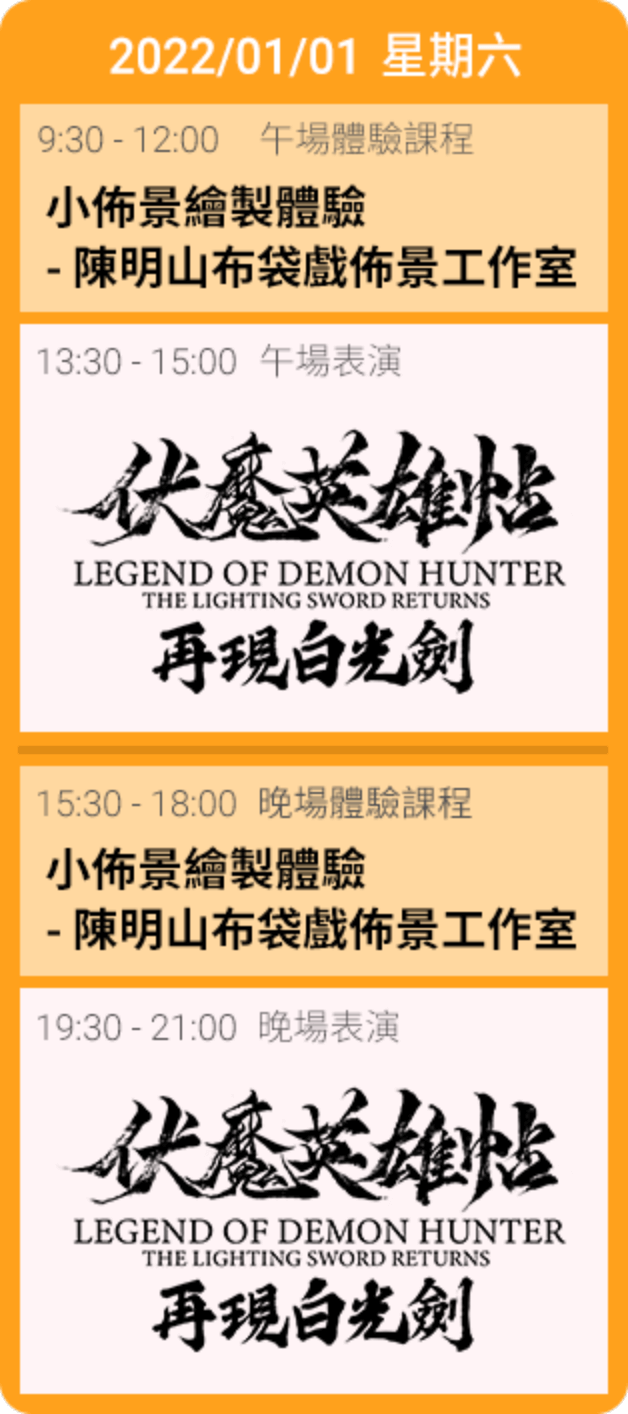 2022/01/01 星期六
9:30 - 12:00 午場體驗課程
小佈景繪製體驗
- 陳明山布袋戲佈景工作室
13:30 - 15:00 午場表演
伏魔英雄帖
LEGEND OF DEMON HUNTER
THE LIGHTING SWORD RETURNS
再現白光劍
15:30 - 18:00 晚場體驗課程
小佈景繪製體驗
- 陳明山布袋戲佈景工作室
19:30 - 21:00 晚場表演
伏魔英雄帖
LEGEND OF DEMON HUNTER
THE LIGHTING SWORD RETURNS
再現白光劍